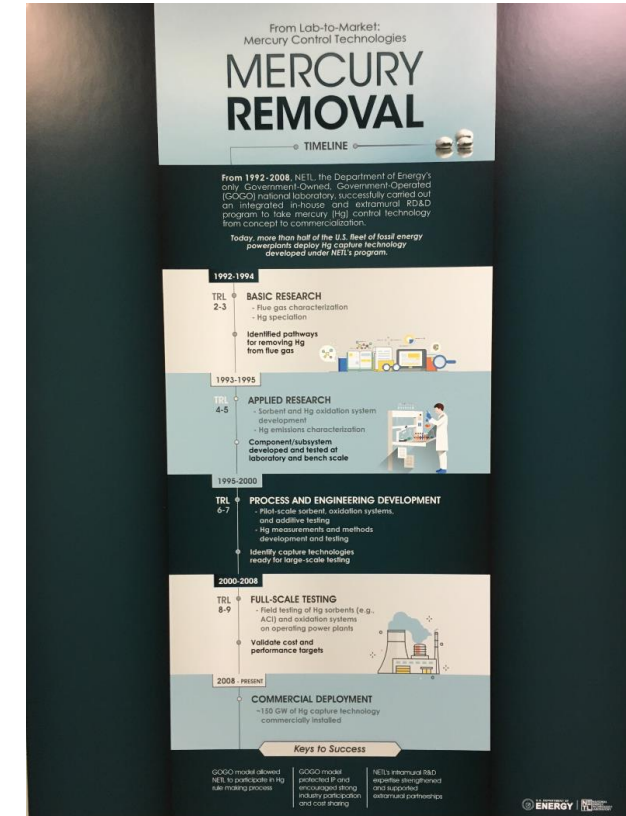 From Lab-to-Market:
Mercury Control Technologies
MERCURY
REMOVAL
TIMELINE
From 1992-2008, NETL, the Department of Energy's
only Government-Owned, Government-Operated
(GOGO) national laboratory, successfully carried out
an integrated in-house and extramural RD&D
program to take mercury (Hg) control technology
from concept to commercialization.
Today, more than half of the U.S. fleet of fossil energy
powerplants deploy Hg capture technology
developed under NETL's program.
1992-1994
TRL
2-3
BASIC RESEARCH
- Flue gas characterization
- Hg speciation
Identified pathways
for removing Hg
from flue gas
1993-1995
TRL
4-5
APPLIED RESEARCH
- Sorbent and Hg oxidation system
development
- Hg emissions characterization
Component/subsystem
developed and tested at
laboratory and bench scale
1995-2000
TRL
6-7
PROCESS AND ENGINEERING DEVELOPMENT
- Pilot-scale sorbent, oxidation systems,
and additive testing
- Hg measurements and methods
development and testing
Identify capture technologies
ready for large-scale testing
2000-2008
TRL
8-9
FULL-SCALE TESTING
- Field testing of Hg sorbents (e.g.,
ACI) and oxidation systems
on operating power plants
Validate cost and
performance targets
2008 - PRESENT
COMMERCIAL DEPLOYMENT
~150 GW of Hg capture technology
commercially installed
Keys to Success
GOGO model allowed
NETL to participate in Hg
rule making process
GOGO model
protected IP and
encouraged strong
industry participation
and cost sharing
NETL's intramural R&D
expertise strengthened
and supported
extramural partnerships
U.S. DEPARTMENT OF
ENERGY
NETL
NATIONAL
ENERGY
TECHNOLOGY
LABORATORY